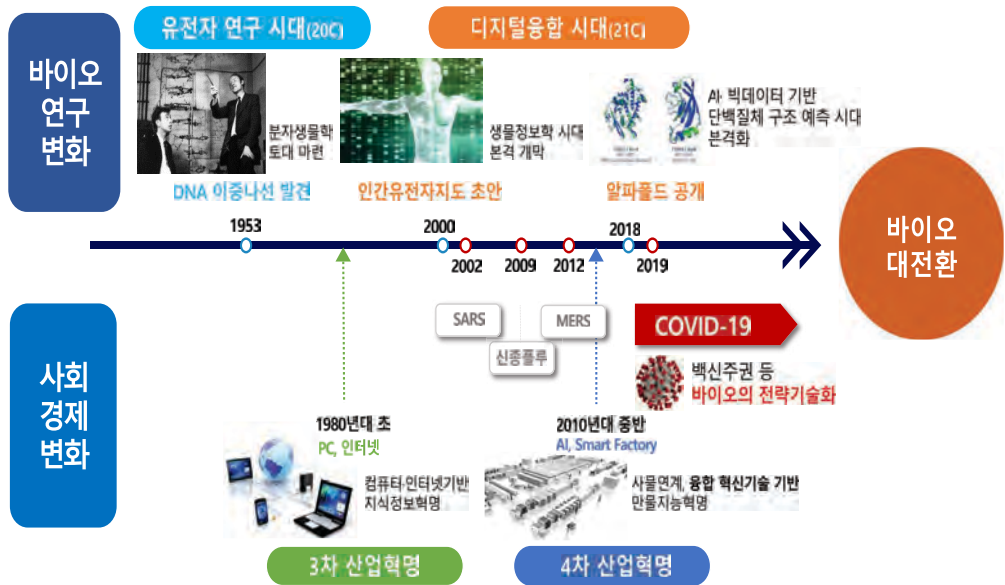 유전자 연구 시대(20C)
디지털융합 시대(21C)
바이오
연구
변화
분자생물학
토대 마련
생물정보학 시대
본격 개막
AI· 빅데이터 기반
단백질체 구조 예측 시대
본격화
DNA 이중나선 발견
인간유전자지도 초안
알파폴드 공개
1953
2000
2018
2002
2009
2012
2019
바이오
대전환
SARS
신종플루
MERS
COVID-19
백신주권 등
바이오의 전략기술화
사회
경제
변화
1980년대 초
PC, 인터넷
컴퓨터·인터넷기반
지식정보혁명
2010년대 중반
AI, Smart Factory
사물연계, 융합 혁신기술 기반
만물지능혁명
3차 산업혁명
4차 산업혁명